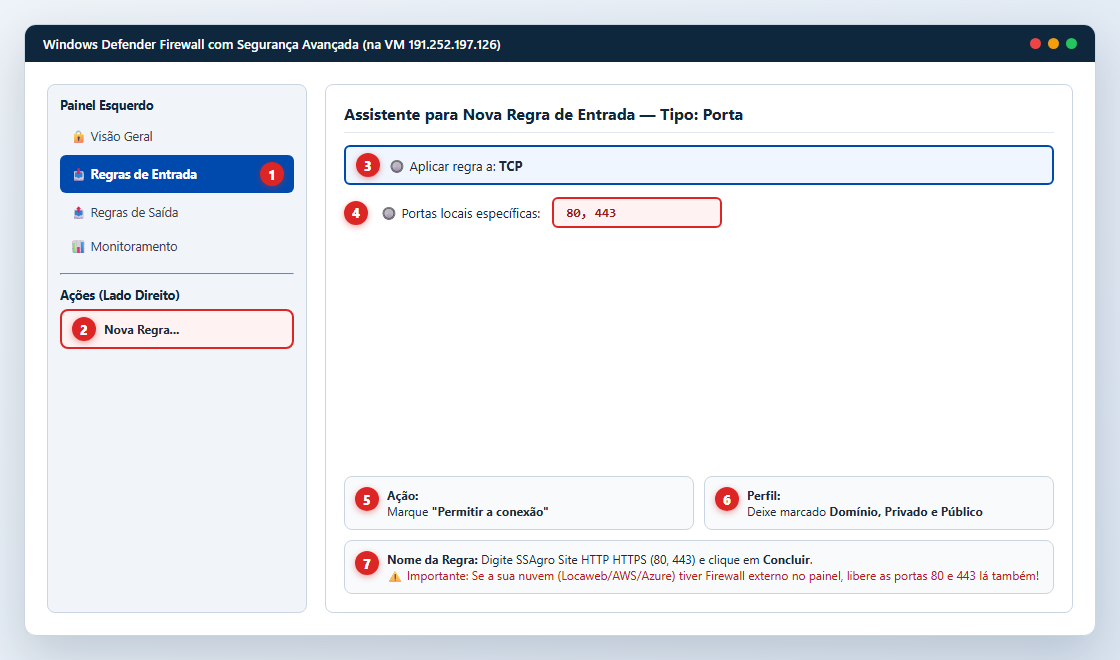 Windows Defender Firewall com Segurança Avançada (na VM 191.252.197.126)
Painel Esquerdo
Visão Geral
Regras de Entrada 1
Regras de Saída
Monitoramento
Ações (Lado Direito)
2 Nova Regra...
Assistente para Nova Regra de Entrada — Tipo: Porta
3 Aplicar regra a: TCP
4 Portas locais específicas: 80, 443
5 Ação:
Marque "Permitir a conexão"
6 Perfil:
Deixe marcado Domínio, Privado e Público
7 Nome da Regra: Digite SSAgro Site HTTP HTTPS (80, 443) e clique em Concluir.
⚠️ Importante: Se a sua nuvem (Locaweb/AWS/Azure) tiver Firewall externo no painel, libere as portas 80 e 443 lá também!